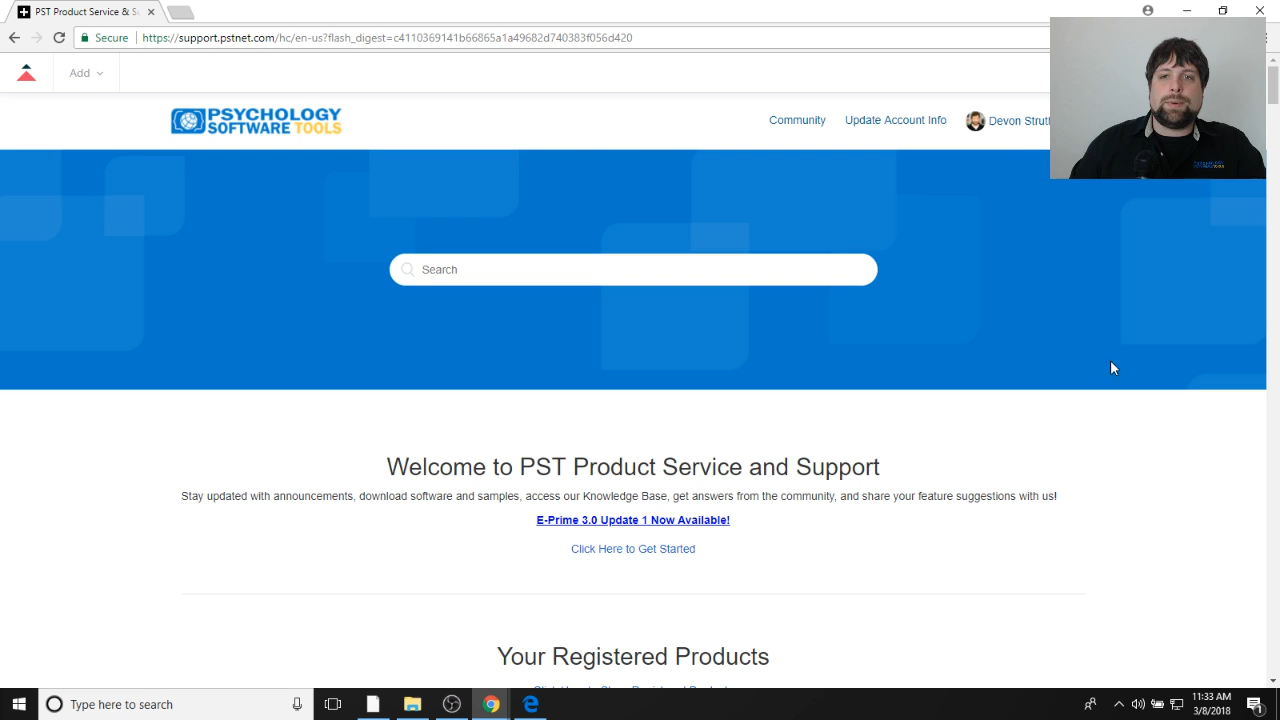 PST Product Service & S
Secure
https://support.pstnet.com/hc/en-us?flash_digest=c4110369141b66865a1a49682d740383f056d420
Add
PSYCHOLOGY
SOFTWARE TOOLS
Community
Update Account Info
Devon Strut
Search
Welcome to PST Product Service and Support
Stay updated with announcements, download software and samples, access our Knowledge Base, get answers from the community, and share your feature suggestions with us!
E-Prime 3.0 Update 1 Now Available!
Click Here to Get Started
Your Registered Products
Type here to search
11:33 AM
3/8/2018
1